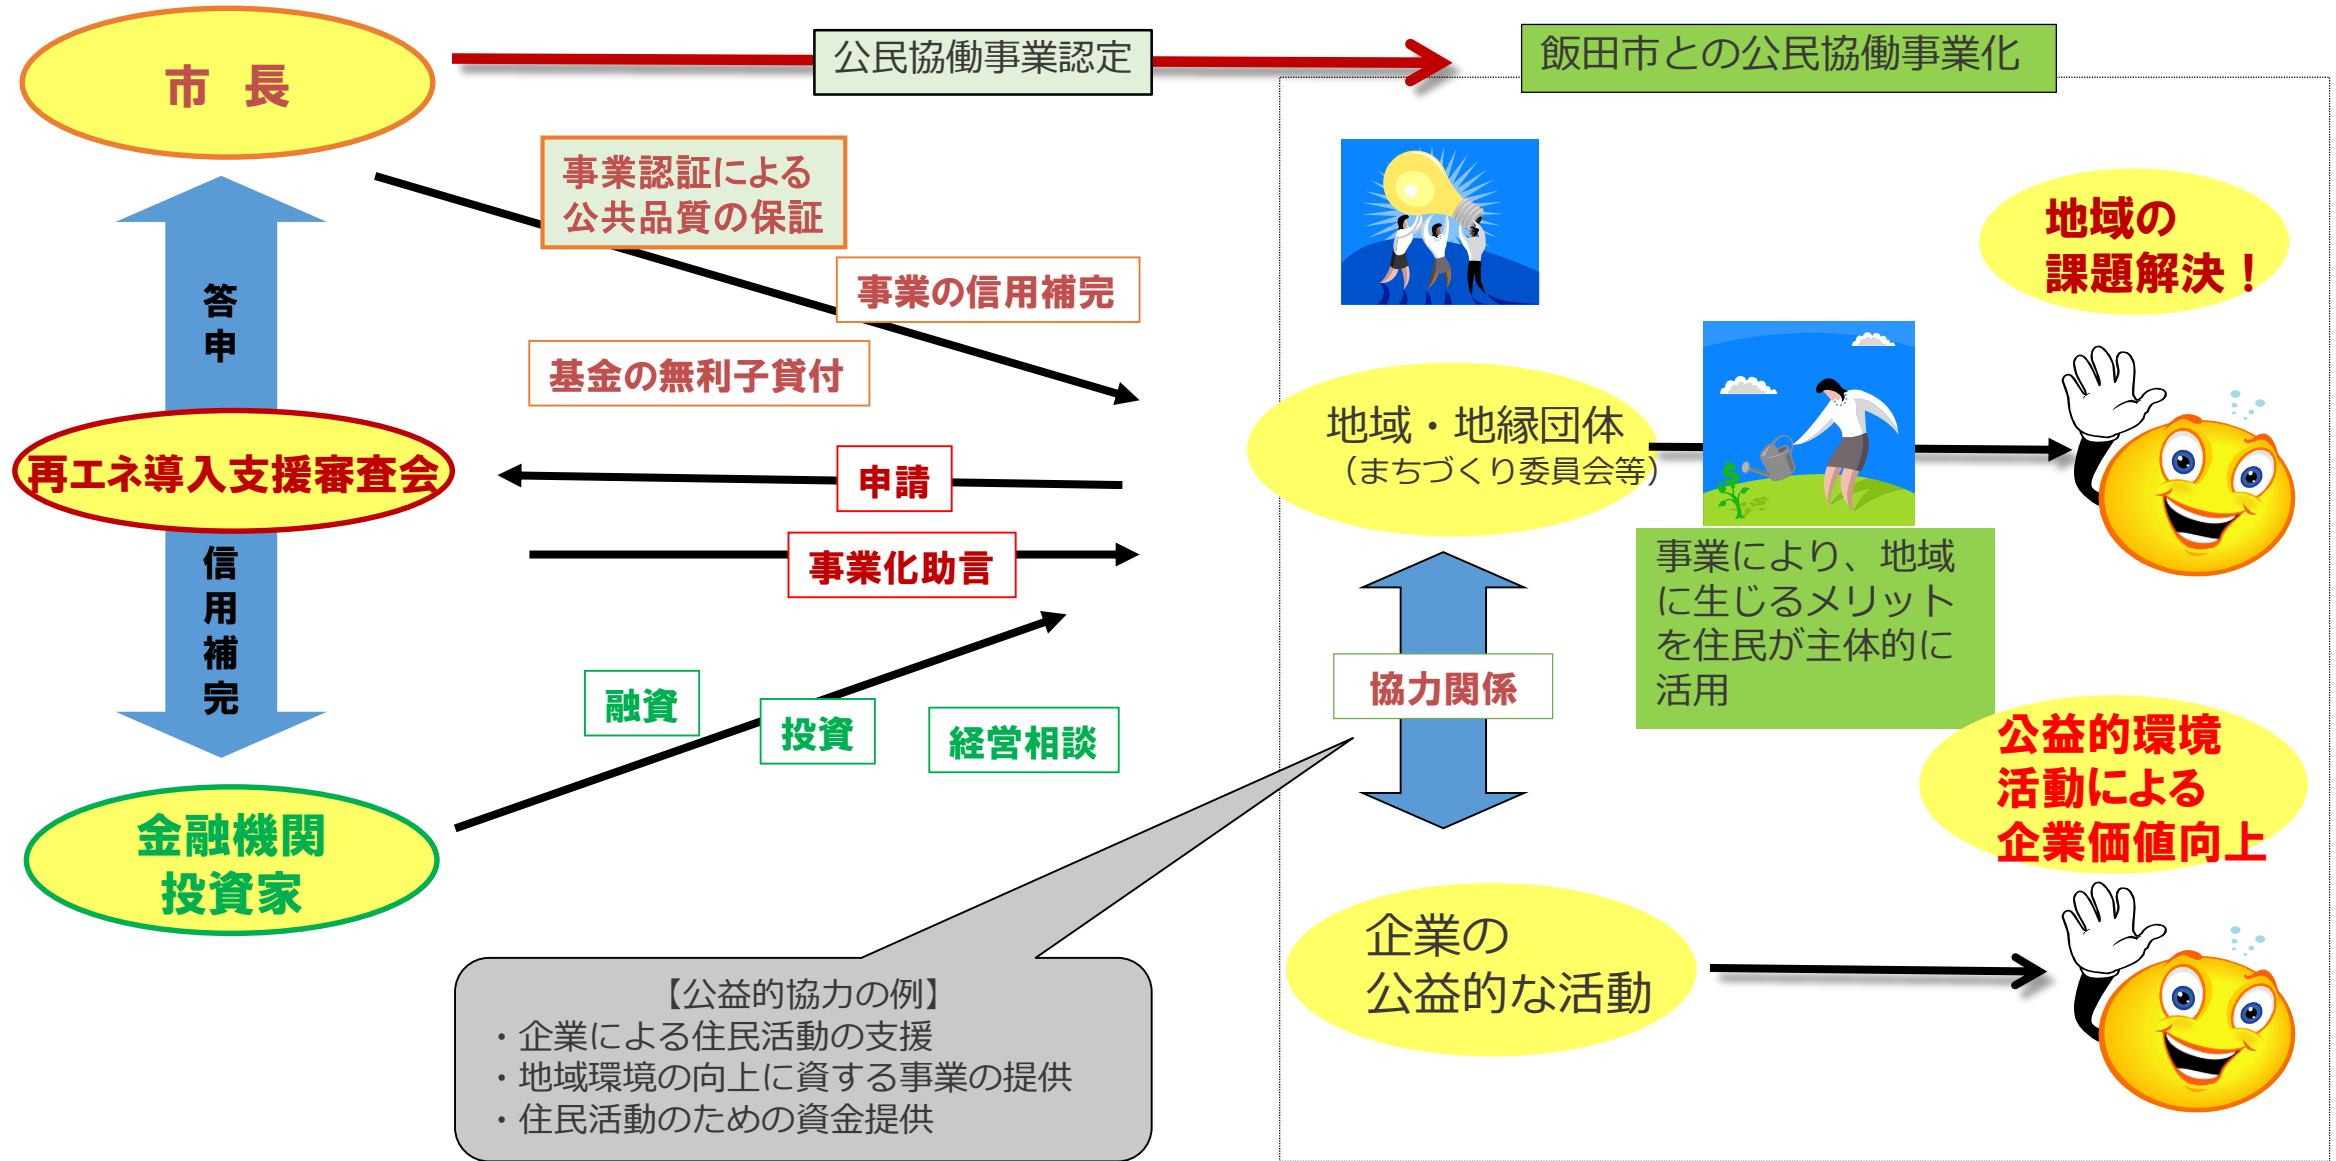 市 長
公民協働事業認定
飯田市との公民協働事業化
事業認証による
公共品質の保証
事業の信用補完
基金の無利子貸付
答申
再エネ導入支援審査会
信用補完
申請
事業化助言
融資
投資
経営相談
金融機関
投資家
【公益的協力の例】
・企業による住民活動の支援
・地域環境の向上に資する事業の提供
・住民活動のための資金提供
地域・地縁団体
（まちづくり委員会等）
協力関係
企業の
公益的な活動
事業により、地域
に生じるメリット
を住民が主体的に
活用
地域の
課題解決！
公益的環境
活動による
企業価値向上
$